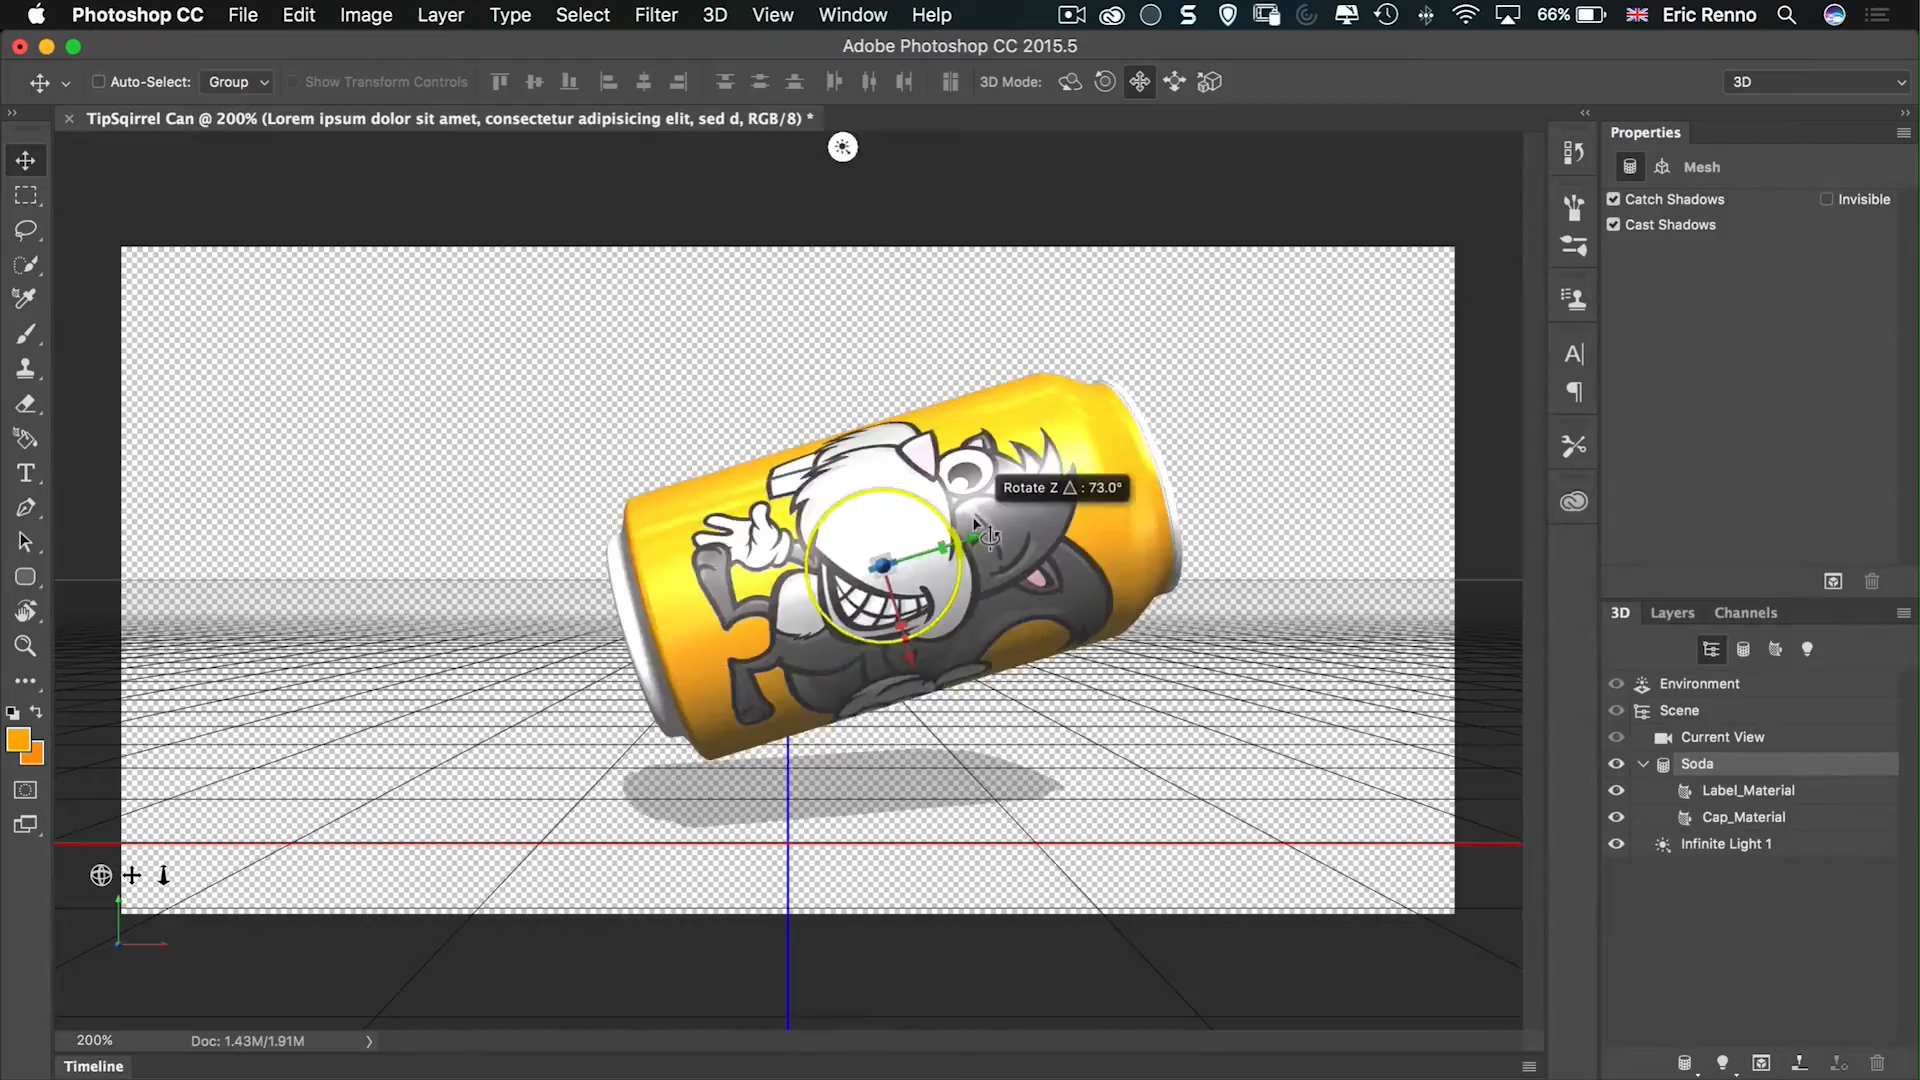 Photoshop CC File Edit Image Layer Type Select Filter 3D View Window Help 66% Eric Renno
Adobe Photoshop CC 2015.5
Auto-Select: Group Show Transform Controls 3D Mode: 3D
TipSqirrel Can @ 200% (Lorem ipsum dolor sit amet, consectetur adipisicing elit, sed d, RGB/8) *
Properties
Mesh
Catch Shadows Invisible
Cast Shadows
Rotate Z △ : 73.0°
3D Layers Channels
Environment
Scene
Current View
Soda
Label_Material
Cap_Material
Infinite Light 1
200% Doc: 1.43M/1.91M
Timeline